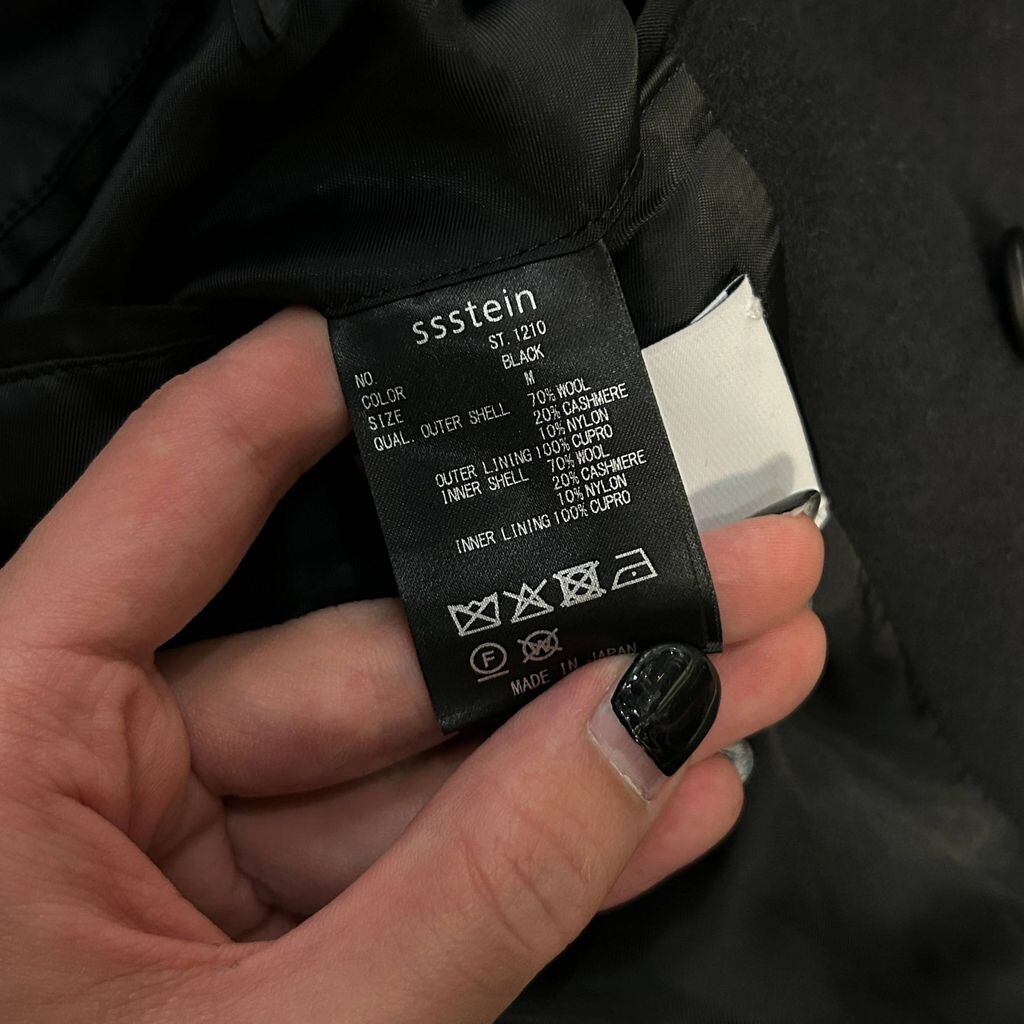 ssstein
NO. ST. 1210
COLOR BLACK
SIZE M
QUAL. OUTER SHELL 70% WOOL
20% CASHMERE
10% NYLON
OUTER LINING 100% CUPRO
INNER SHELL 70% WOOL
20% CASHMERE
10% NYLON
INNER LINING 100% CUPRO
F W
MADE IN JAPAN